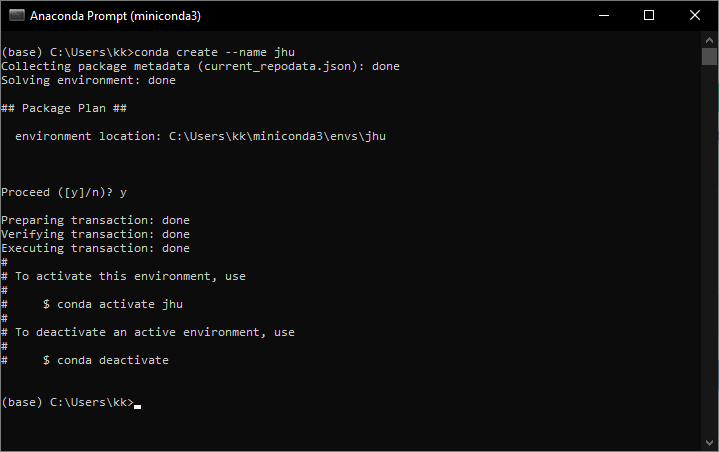 Anaconda Prompt (miniconda3)
(base) C:\Users\kk>conda create --name jhu
Collecting package metadata (current_repodata.json): done
Solving environment: done
## Package Plan ##
  environment location: C:\Users\kk\miniconda3\envs\jhu
Proceed ([y]/n)? y
Preparing transaction: done
Verifying transaction: done
Executing transaction: done
#
# To activate this environment, use
#
#     $ conda activate jhu
#
# To deactivate an active environment, use
#
#     $ conda deactivate
(base) C:\Users\kk>